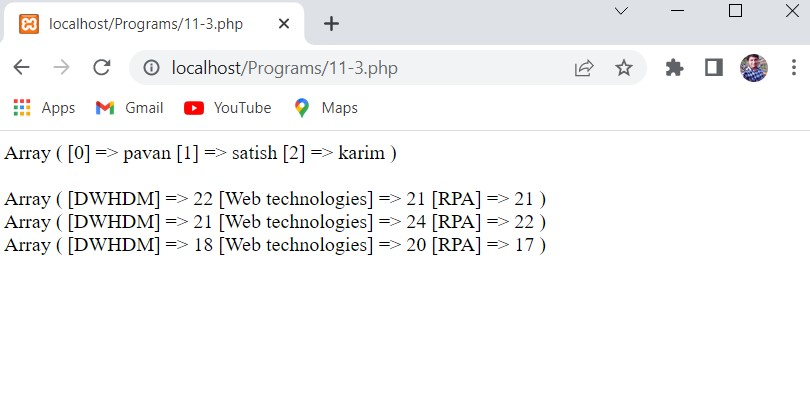 localhost/Programs/11-3.php
localhost/Programs/11-3.php
Apps Gmail YouTube Maps
Array ( [0] => pavan [1] => satish [2] => karim )
Array ( [DWHDM] => 22 [Web technologies] => 21 [RPA] => 21 )
Array ( [DWHDM] => 21 [Web technologies] => 24 [RPA] => 22 )
Array ( [DWHDM] => 18 [Web technologies] => 20 [RPA] => 17 )